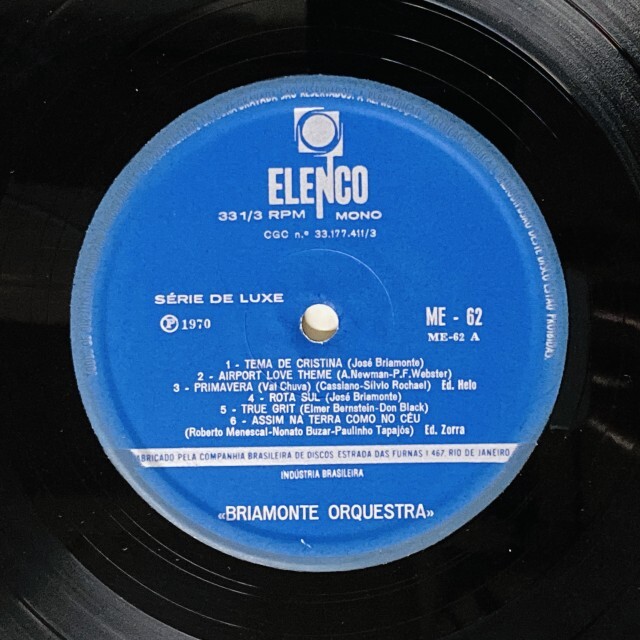 ELENCO
33 1/3 RPM MONO
CGC n.º 33.177.411/3
SÉRIE DE LUXE
Ⓟ 1970
ME - 62
ME-62 A
1 - TEMA DE CRISTINA (José Briamonte)
2 - AIRPORT LOVE THEME (A.Newman-P.F.Webster)
3 - PRIMAVERA (Vai Chuva) (Cassiano-Silvio Rochael) Ed. Helo
4 - ROTA SUL (José Briamonte)
5 - TRUE GRIT (Elmer Bernstein-Don Black)
6 - ASSIM NA TERRA COMO NO CÉU
(Roberto Menescal-Nonato Buzar-Paulinho Tapajós) Ed. Zorra
ABRICADO PELA COMPANHIA BRASILEIRA DE DISCOS ESTRADA DAS FURNAS 1 467, RIO DE JANEIRO
INDÚSTRIA BRASILEIRA
«BRIAMONTE ORQUESTRA»